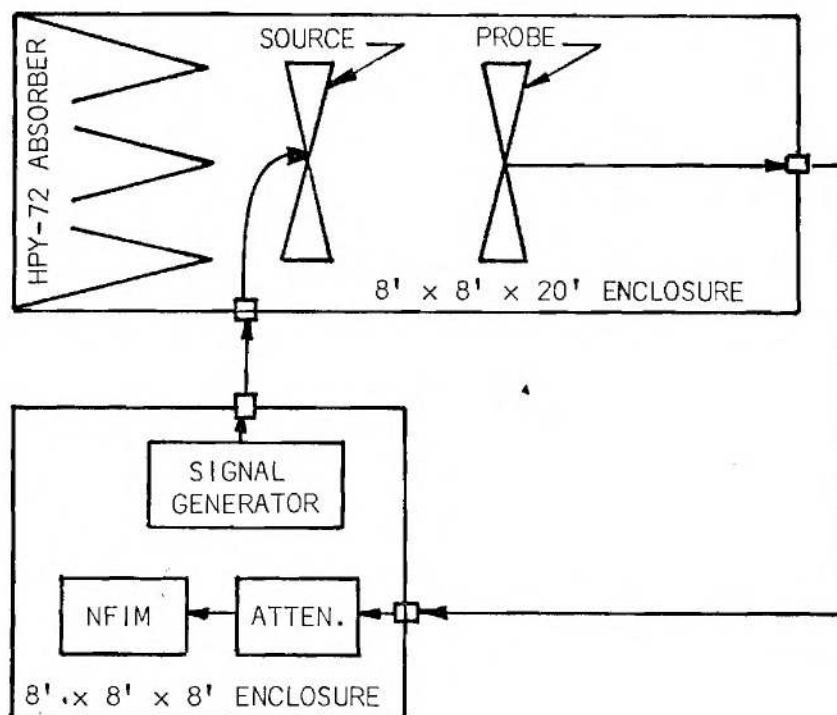 SOURCE
PROBE
HPY-72 ABSORBER
8' x 8' x 20' ENCLOSURE
SIGNAL
GENERATOR
NFIM
ATTEN.
8' x 8' x 8' ENCLOSURE